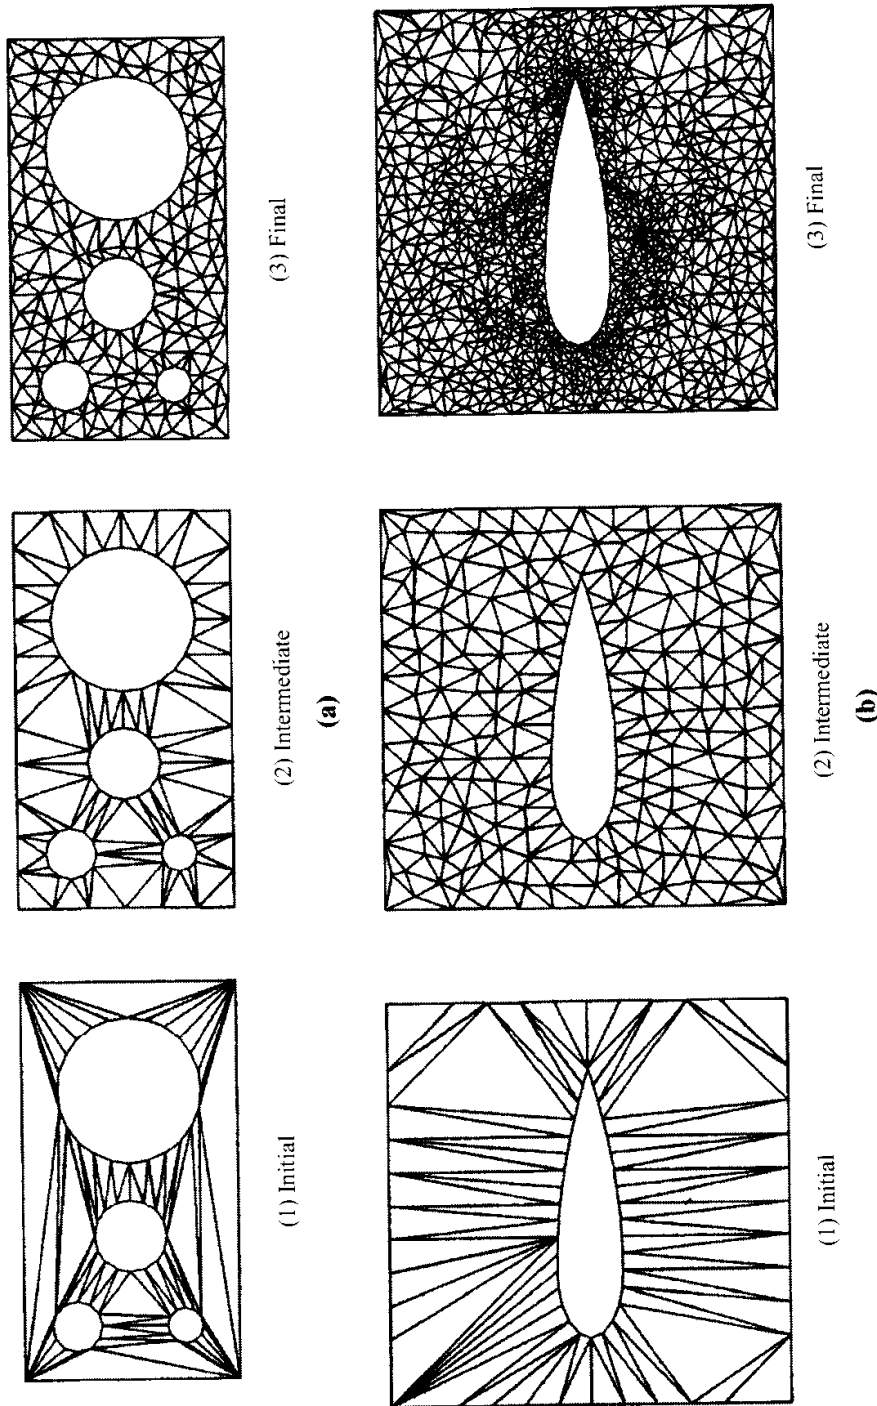 (1) Initial
(2) Intermediate
(3) Final
(a)
(1) Initial
(2) Intermediate
(3) Final
(b)